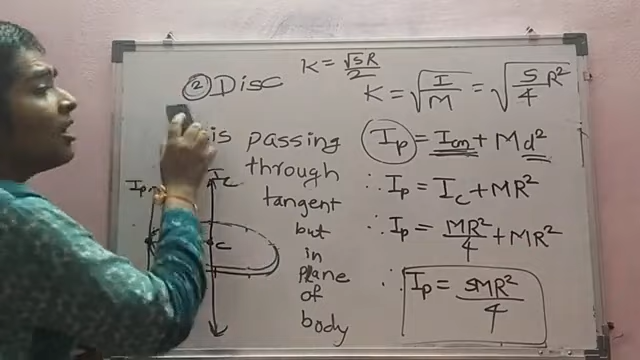 ② Disc
K = √5R / 2
K = √(I/M) = √(5/4 R²)
is passing
through
tangent
but
in
plane
of
body
Ip = Icm + Md²
∴ Ip = Ic + MR²
∴ Ip = MR²/4 + MR²
∴ Ip = 5MR²/4
Ip
Ic
C